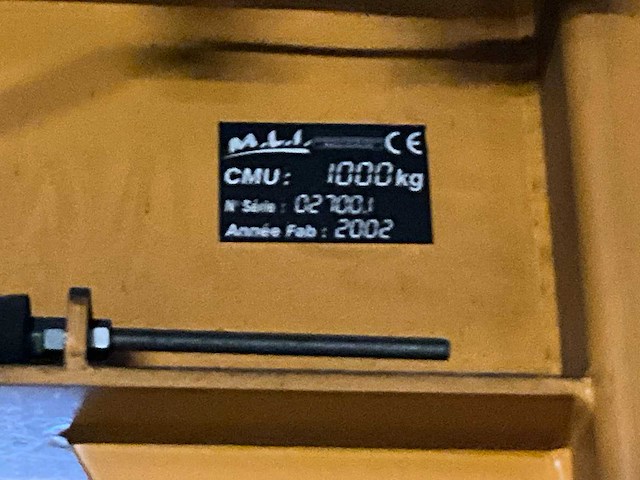 M.L.I. CE
CMU: 1000kg
N° Série : 02700.1
Année Fab : 2002